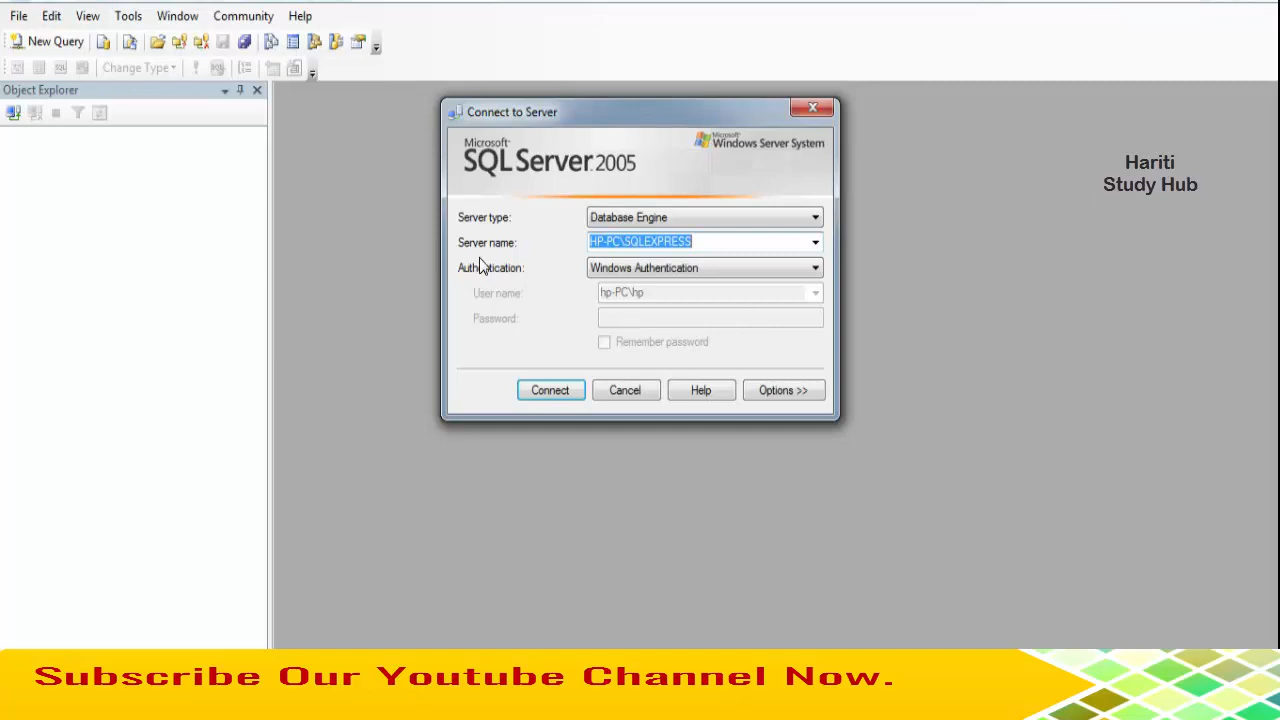 File Edit View Tools Window Community Help
New Query
Change Type
Object Explorer
Connect to Server
Microsoft
SQL Server 2005
Microsoft
Windows Server System
Hariti
Study Hub
Server type: Database Engine
Server name: HP-PC\SQLEXPRESS
Authentication: Windows Authentication
User name: hp-PC\hp
Password:
Remember password
Connect Cancel Help Options >>
Subscribe Our Youtube Channel Now.